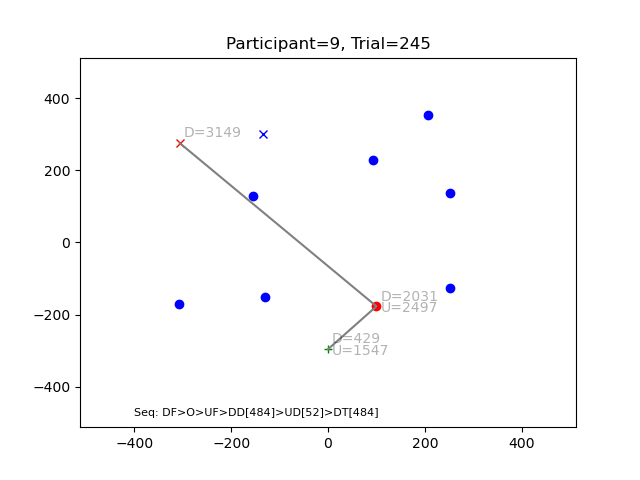 Participant=9, Trial=245
400
200
0
−200
−400
D=3149
D=2031
U=2497
D=429
U=1547
Seq: DF>O>UF>DD[484]>UD[52]>DT[484]
−400
−200
0
200
400